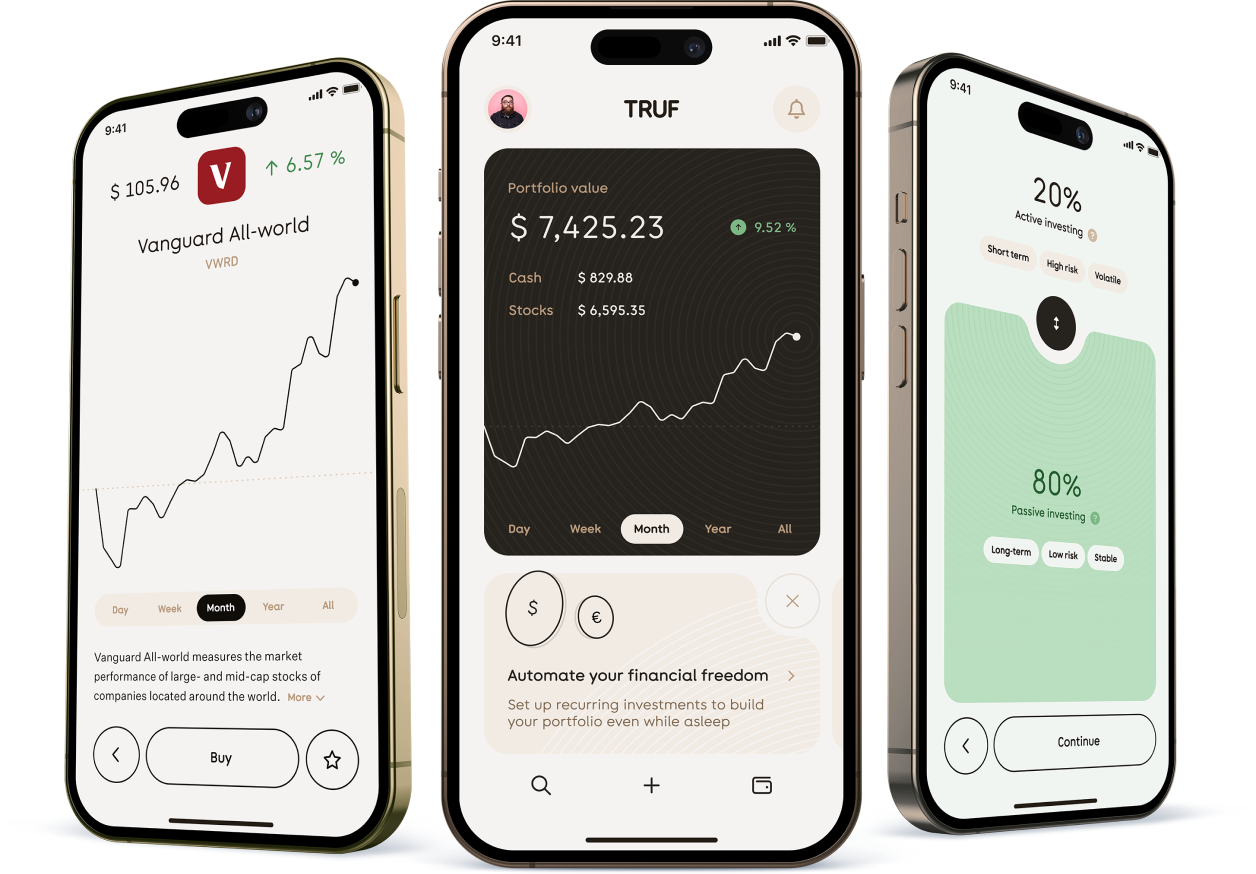 9:41
$ 105.96
V
↑ 6.57 %
Vanguard All-world
VWRD
Day Week Month Year All
Vanguard All-world measures the market
performance of large- and mid-cap stocks of
companies located around the world. More
Buy
9:41
TRUF
Portfolio value
$ 7,425.23
↑ 9.52 %
Cash $ 829.88
Stocks $ 6,595.35
Day Week Month Year All
$ €
Automate your financial freedom
Set up recurring investments to build
your portfolio even while asleep
9:41
20%
Active investing ?
Short term High risk Volatile
80%
Passive investing ?
Long-term Low risk Stable
Continue